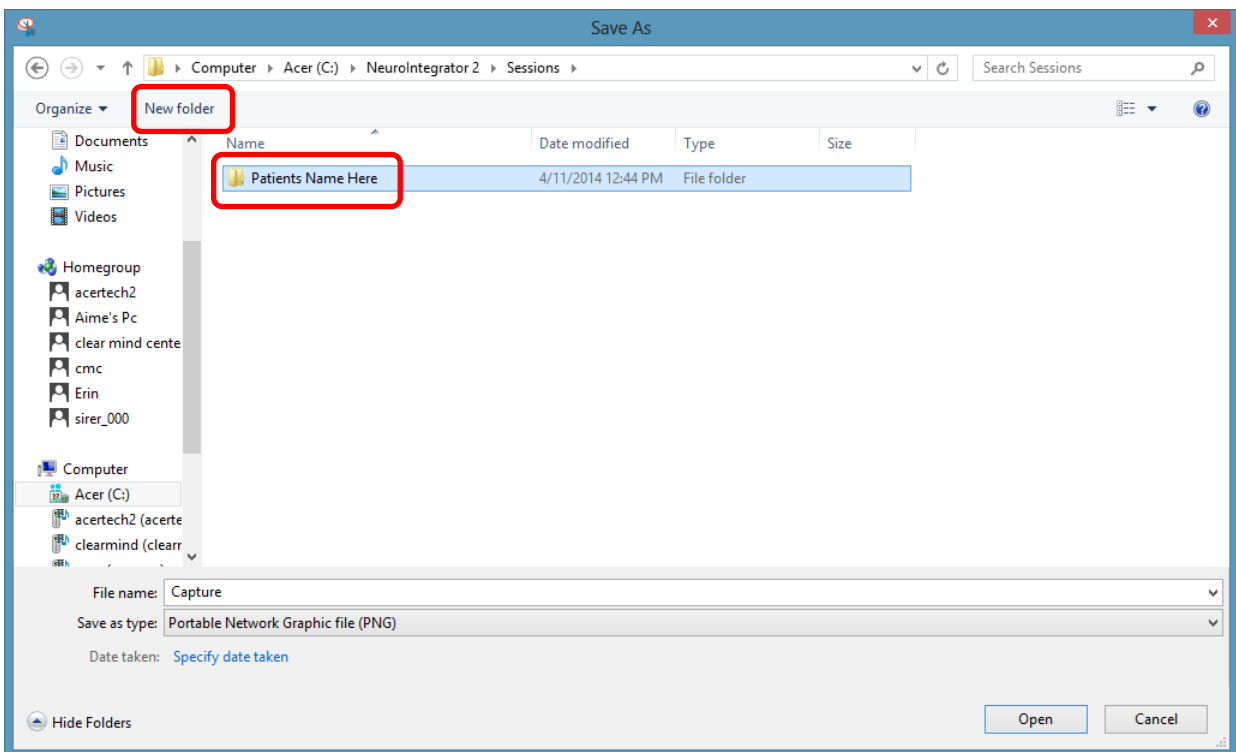 Save As
Computer Acer (C:) NeuroIntegrator 2 Sessions
Search Sessions
Organize
New folder
Name Date modified Type Size
Patients Name Here 4/11/2014 12:44 PM File folder
Documents
Music
Pictures
Videos
Homegroup
acertech2
Aime's Pc
clear mind cente
cmc
Erin
sirer_000
Computer
Acer (C:)
acertech2 (acerte
clearmind (clearr
File name: Capture
Save as type: Portable Network Graphic file (PNG)
Date taken: Specify date taken
Hide Folders
Open Cancel